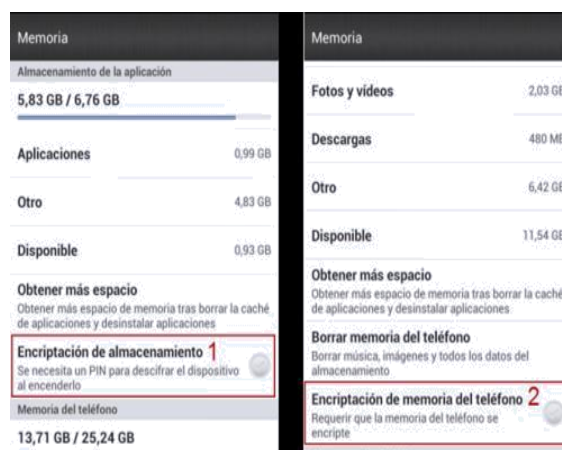 Memoria
Almacenamiento de la aplicación
5,83 GB / 6,76 GB
Aplicaciones 0,99 GB
Otro 4,83 GB
Disponible 0,93 GB
Obtener más espacio
Obtener más espacio de memoria tras borrar la caché
de aplicaciones y desinstalar aplicaciones
Encriptación de almacenamiento 1
Se necesita un PIN para descifrar el dispositivo
al encenderlo
Memoria del teléfono
13,71 GB / 25,24 GB
Memoria
Fotos y vídeos 2,03 GB
Descargas 480 MB
Otro 6,42 GB
Disponible 11,54 GB
Obtener más espacio
Obtener más espacio de memoria tras borrar la caché
de aplicaciones y desinstalar aplicaciones
Borrar memoria del teléfono
Borrar música, imágenes y todos los datos del
almacenamiento
Encriptación de memoria del teléfono 2
Requerir que la memoria del teléfono se
encripte